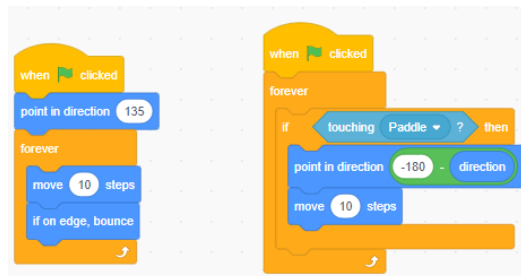 when clicked
point in direction 135
forever
move 10 steps
if on edge, bounce
when clicked
forever
if touching Paddle ? then
point in direction -180 - direction
move 10 steps